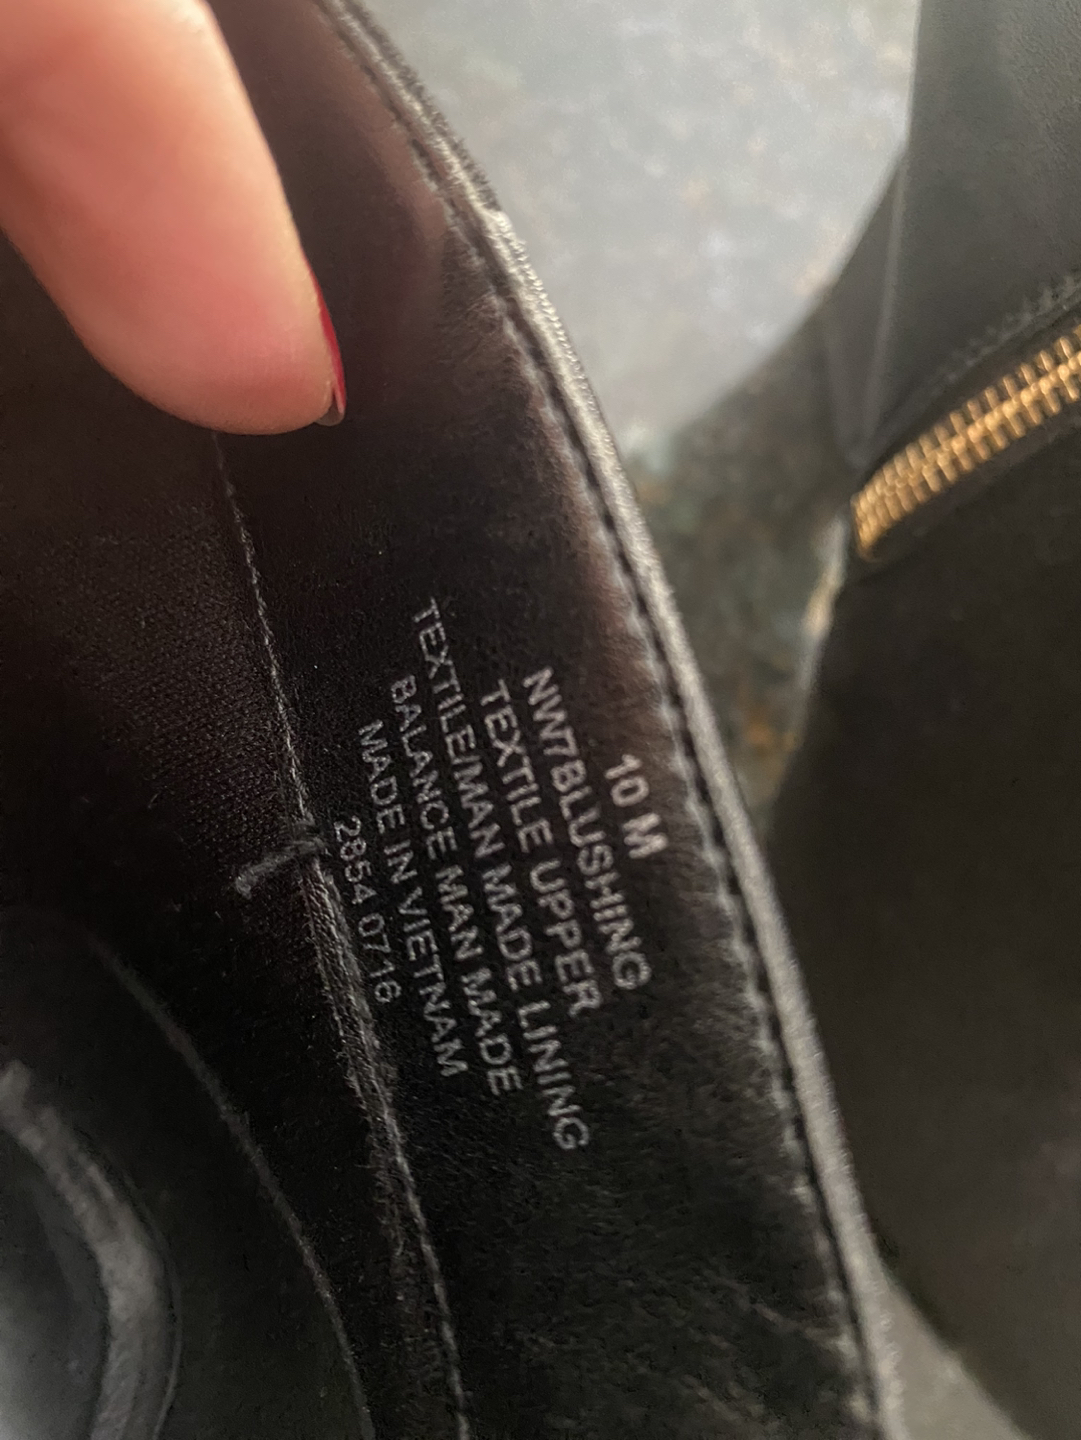 10 M
NW7BLUSHING
TEXTILE UPPER
TEXTILE/MAN MADE LINING
BALANCE MAN MADE
MADE IN VIETNAM
2854 0716